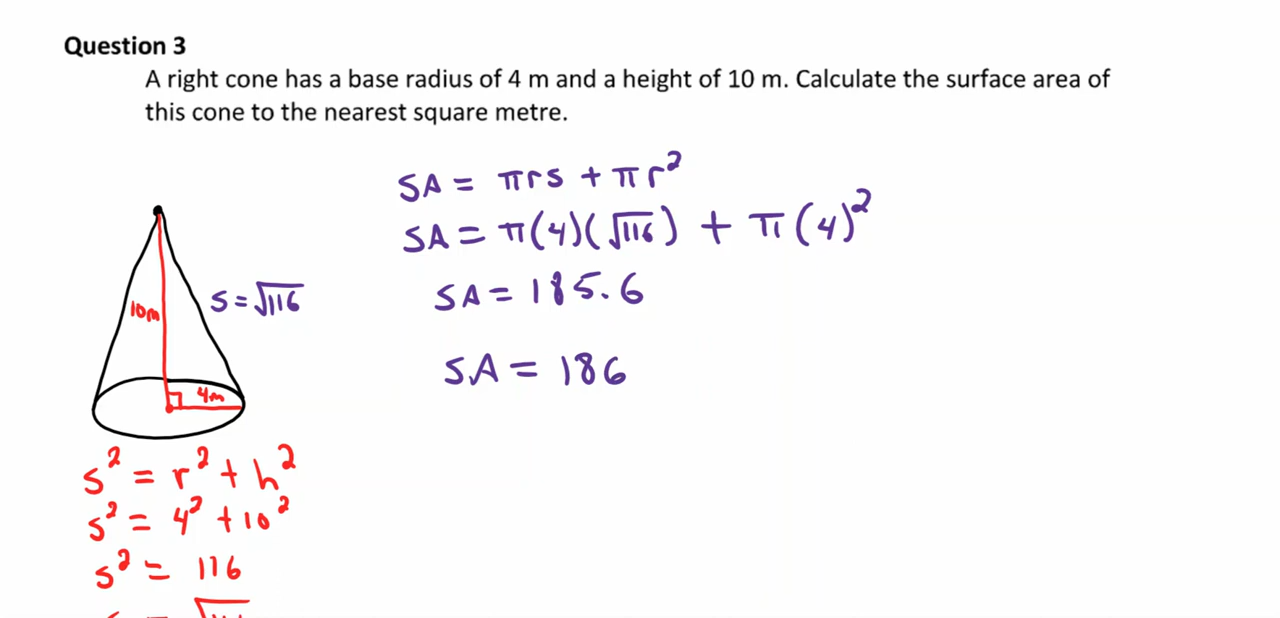 Question 3
A right cone has a base radius of 4 m and a height of 10 m. Calculate the surface area of
this cone to the nearest square metre.
SA = πrs + πr²
SA = π(4)(√116) + π(4)²
SA = 185.6
SA = 186
10m
s = √116
4m
s² = r² + h²
s² = 4² + 10²
s² = 116